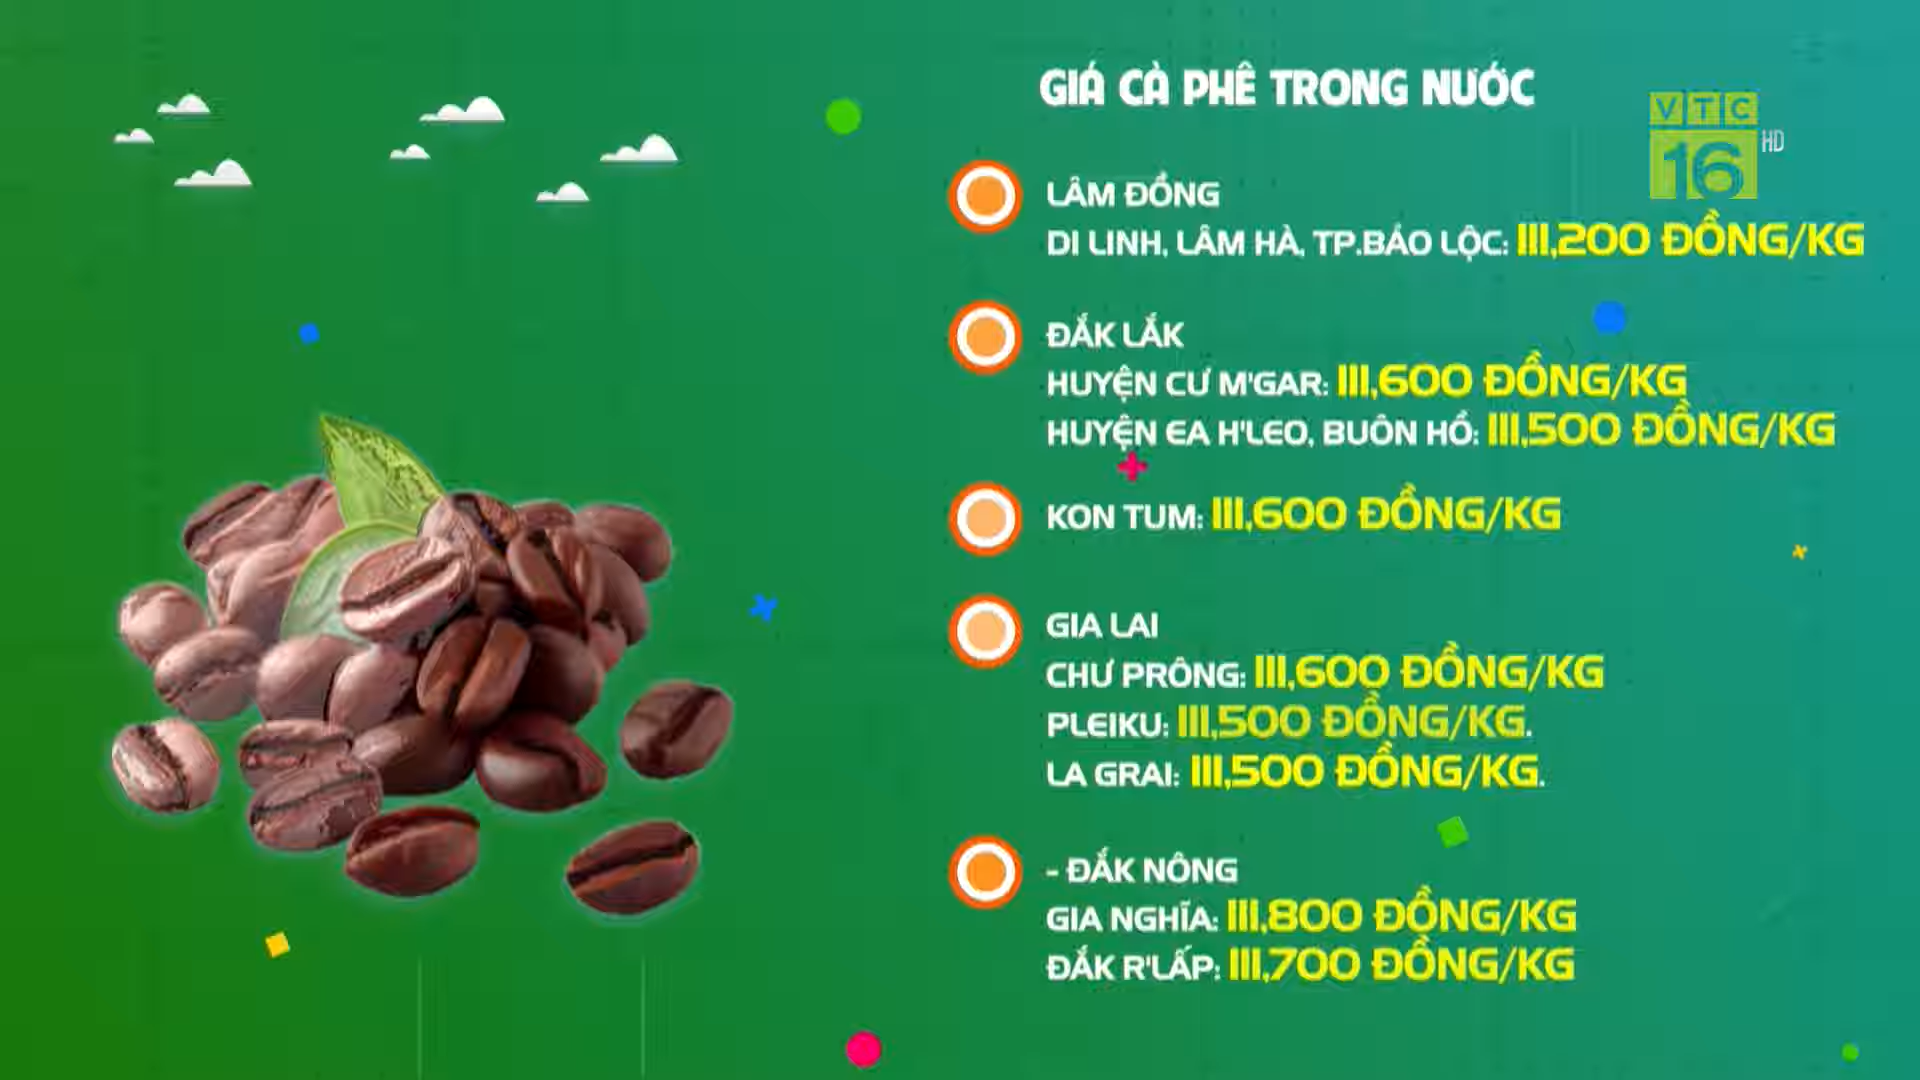 GIÁ CÀ PHÊ TRONG NƯỚC
VTC
16 HD
LÂM ĐỒNG
DI LINH, LÂM HÀ, TP.BẢO LỘC: 111,200 ĐỒNG/KG
ĐẮK LẮK
HUYỆN CƯ M'GAR: 111,600 ĐỒNG/KG
HUYỆN EA H'LEO, BUÔN HỒ: 111,500 ĐỒNG/KG
KON TUM: 111,600 ĐỒNG/KG
GIA LAI
CHƯ PRÔNG: 111,600 ĐỒNG/KG
PLEIKU: 111,500 ĐỒNG/KG.
LA GRAI: 111,500 ĐỒNG/KG.
- ĐẮK NÔNG
GIA NGHĨA: 111,800 ĐỒNG/KG
ĐẮK R'LẤP: 111,700 ĐỒNG/KG